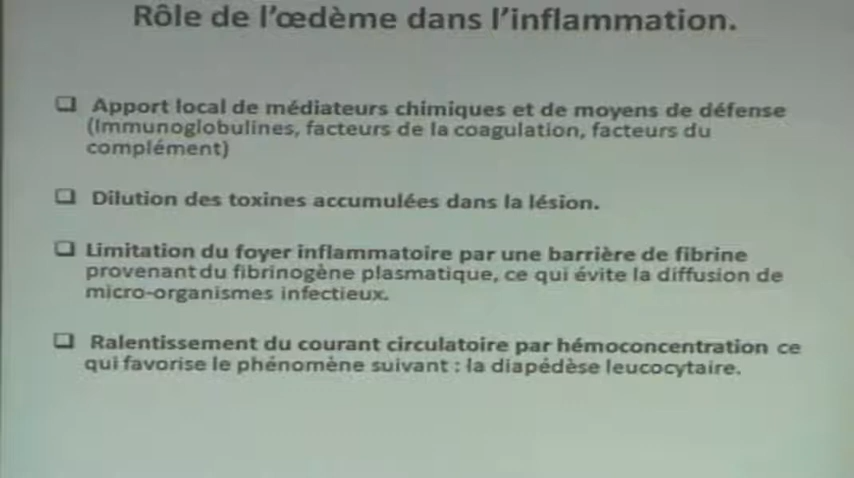 Rôle de l'œdème dans l'inflammation.
❑ Apport local de médiateurs chimiques et de moyens de défense
(Immunoglobulines, facteurs de la coagulation, facteurs du
complément)
❑ Dilution des toxines accumulées dans la lésion.
❑ Limitation du foyer inflammatoire par une barrière de fibrine
provenant du fibrinogène plasmatique, ce qui évite la diffusion de
micro-organismes infectieux.
❑ Ralentissement du courant circulatoire par hémoconcentration ce
qui favorise le phénomène suivant : la diapédèse leucocytaire.